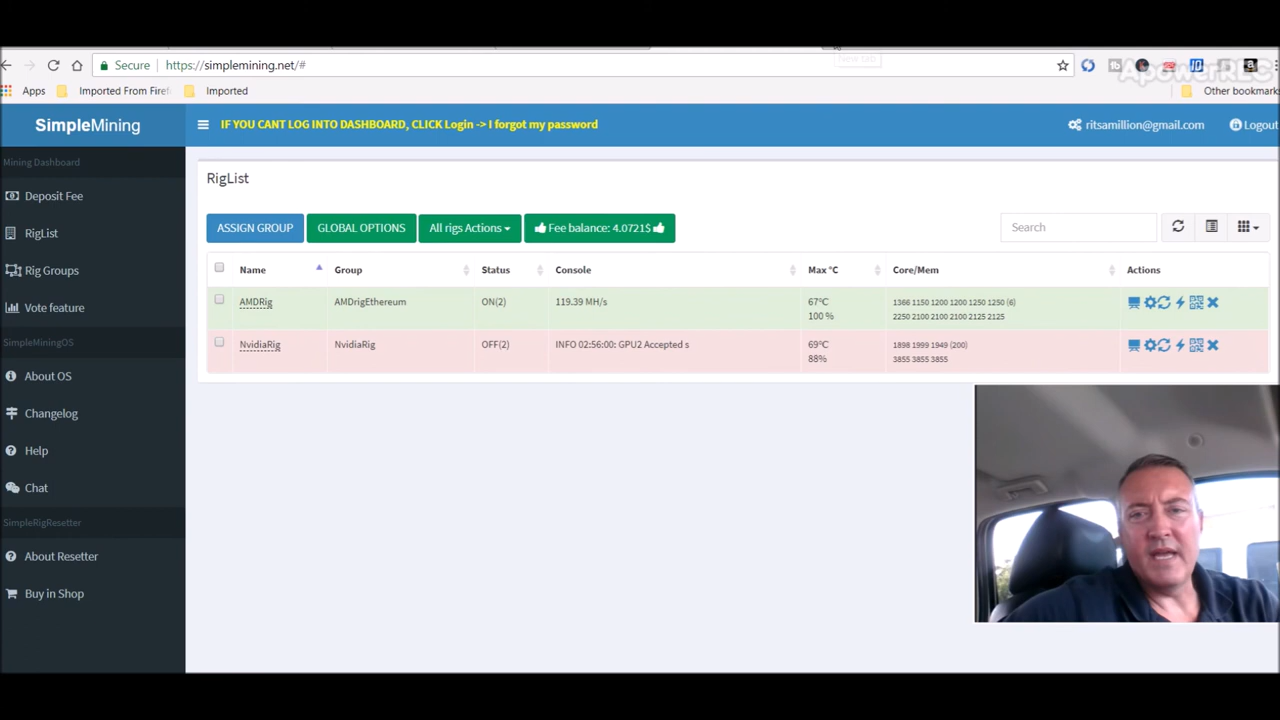 New tab
Secure https://simplemining.net/#
ApowerREC
Apps Imported From Firef Imported Other bookmarks
SimpleMining
IF YOU CANT LOG INTO DASHBOARD, CLICK Login -> I forgot my password
ritsamillion@gmail.com Logout
Mining Dashboard
Deposit Fee
RigList
Rig Groups
Vote feature
SimpleMiningOS
About OS
Changelog
Help
Chat
SimpleRigResetter
About Resetter
Buy in Shop
RigList
ASSIGN GROUP GLOBAL OPTIONS All rigs Actions Fee balance: 4.0721$ Search
Name Group Status Console Max °C Core/Mem Actions
AMDRig AMDrigEthereum ON(2) 119.39 MH/s 67°C 1366 1150 1200 1200 1250 1250 (6)
100 % 2250 2100 2100 2100 2125 2125
NvidiaRig NvidiaRig OFF(2) INFO 02:56:00: GPU2 Accepted s 69°C 1898 1999 1949 (200)
88% 3855 3855 3855